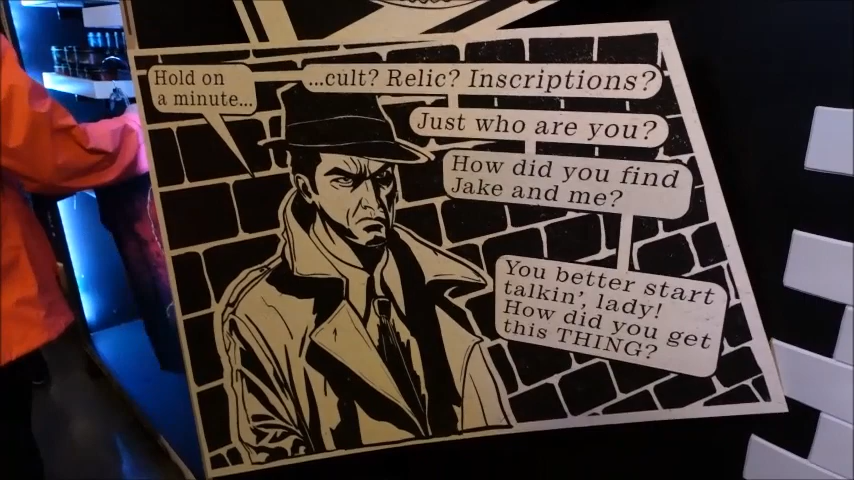 Hold on
a minute...
...cult? Relic? Inscriptions?
Just who are you?
How did you find
Jake and me?
You better start
talkin', lady!
How did you get
this THING?